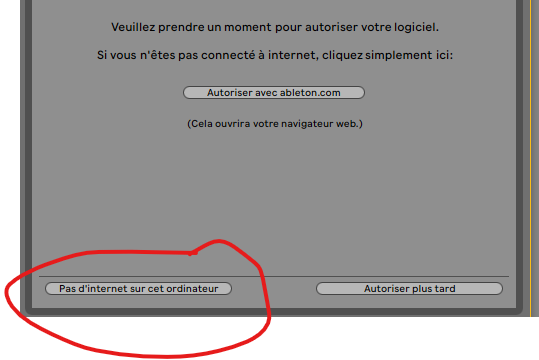 Veuillez prendre un moment pour autoriser votre logiciel.
Si vous n'êtes pas connecté à internet, cliquez simplement ici:
Autoriser avec ableton.com
(Cela ouvrira votre navigateur web.)
Pas d'internet sur cet ordinateur
Autoriser plus tard